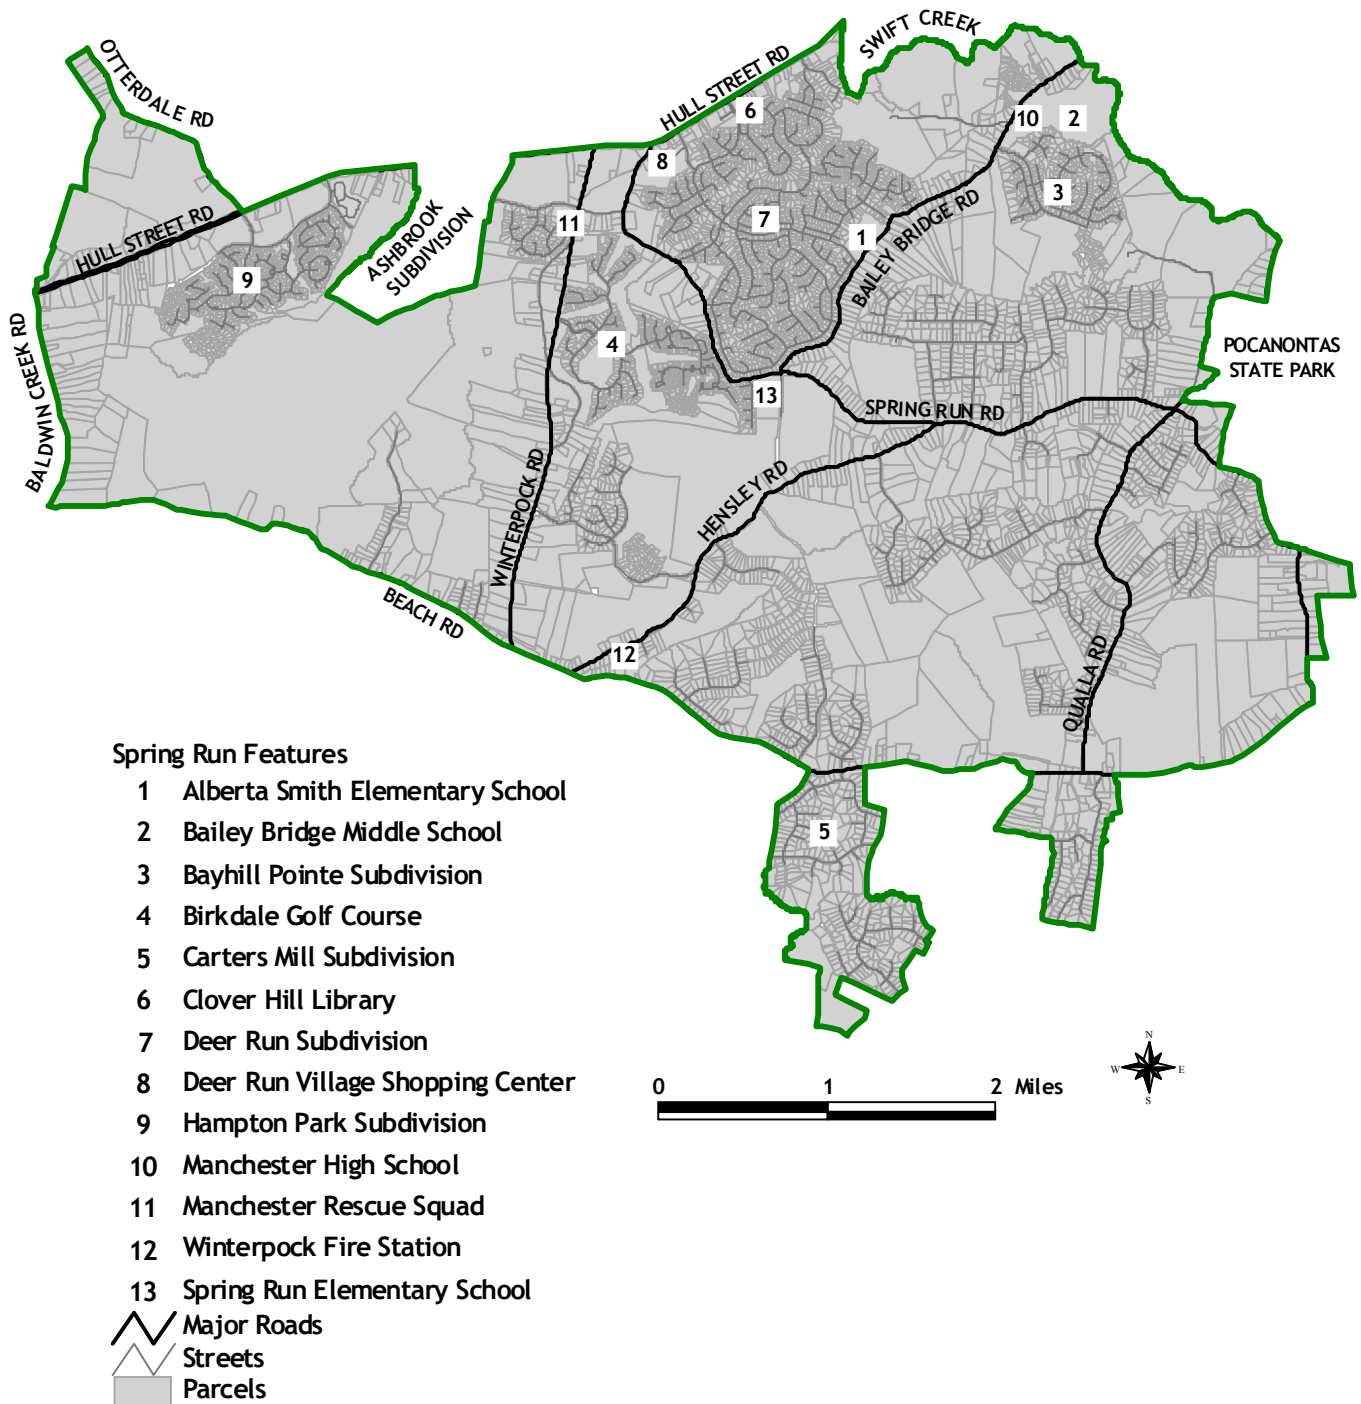 OTTERDALE RD
SWIFT CREEK
HULL STREET RD
6
10
2
8
3
7
11
1
ASHBROOK
SUBDIVISION
HULL STREET RD
BAILEY BRIDGE RD
9
4
POCANONTAS
STATE PARK
BALDWIN CREEK RD
13
SPRING RUN RD
HENSLEY RD
WINTERPOCK RD
BEACH RD
12
QUALLA RD
5
Spring Run Features
1 Alberta Smith Elementary School
2 Bailey Bridge Middle School
3 Bayhill Pointe Subdivision
4 Birkdale Golf Course
5 Carters Mill Subdivision
6 Clover Hill Library
7 Deer Run Subdivision
8 Deer Run Village Shopping Center
9 Hampton Park Subdivision
10 Manchester High School
11 Manchester Rescue Squad
12 Winterpock Fire Station
13 Spring Run Elementary School
Major Roads
Streets
Parcels
0 1 2 Miles
N
W E
S